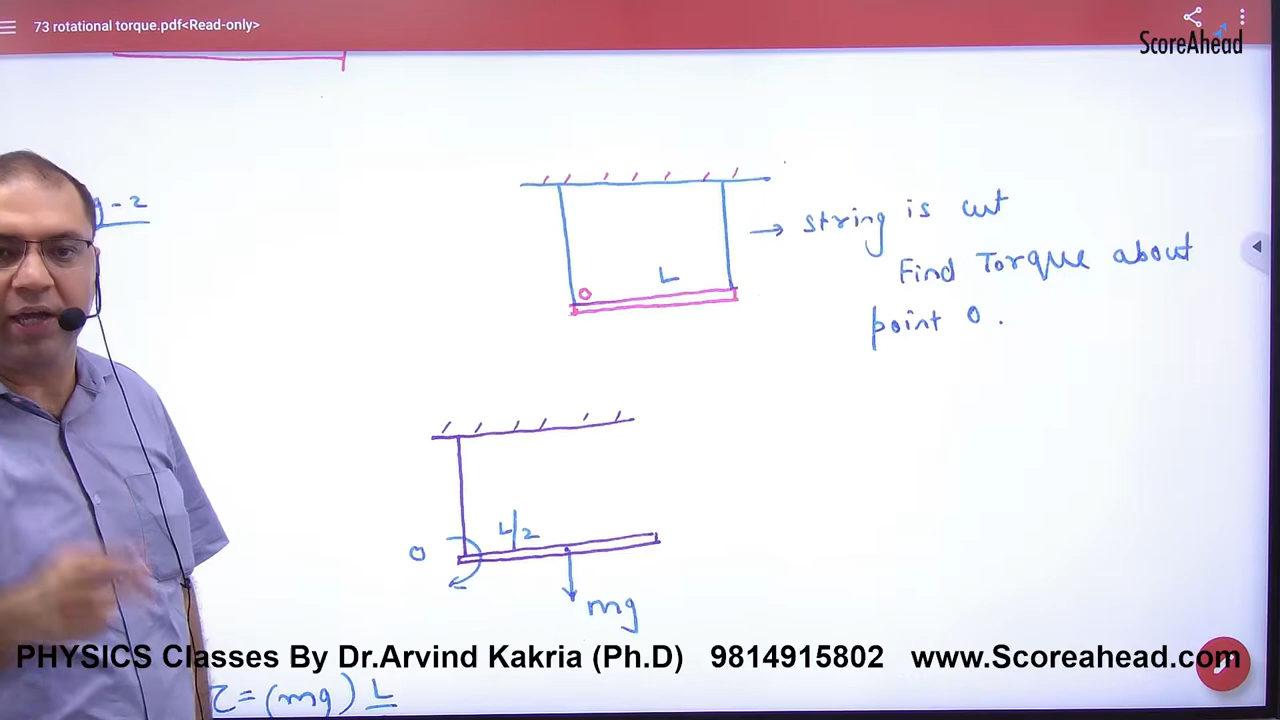 73 rotational torque.pdf<Read-only>
ScoreAhead
g-2
→ string is cut
Find Torque about
point O.
O
L
O
L/2
mg
PHYSICS Classes By Dr.Arvind Kakria (Ph.D) 9814915802 www.Scoreahead.com
τ = (mg) L